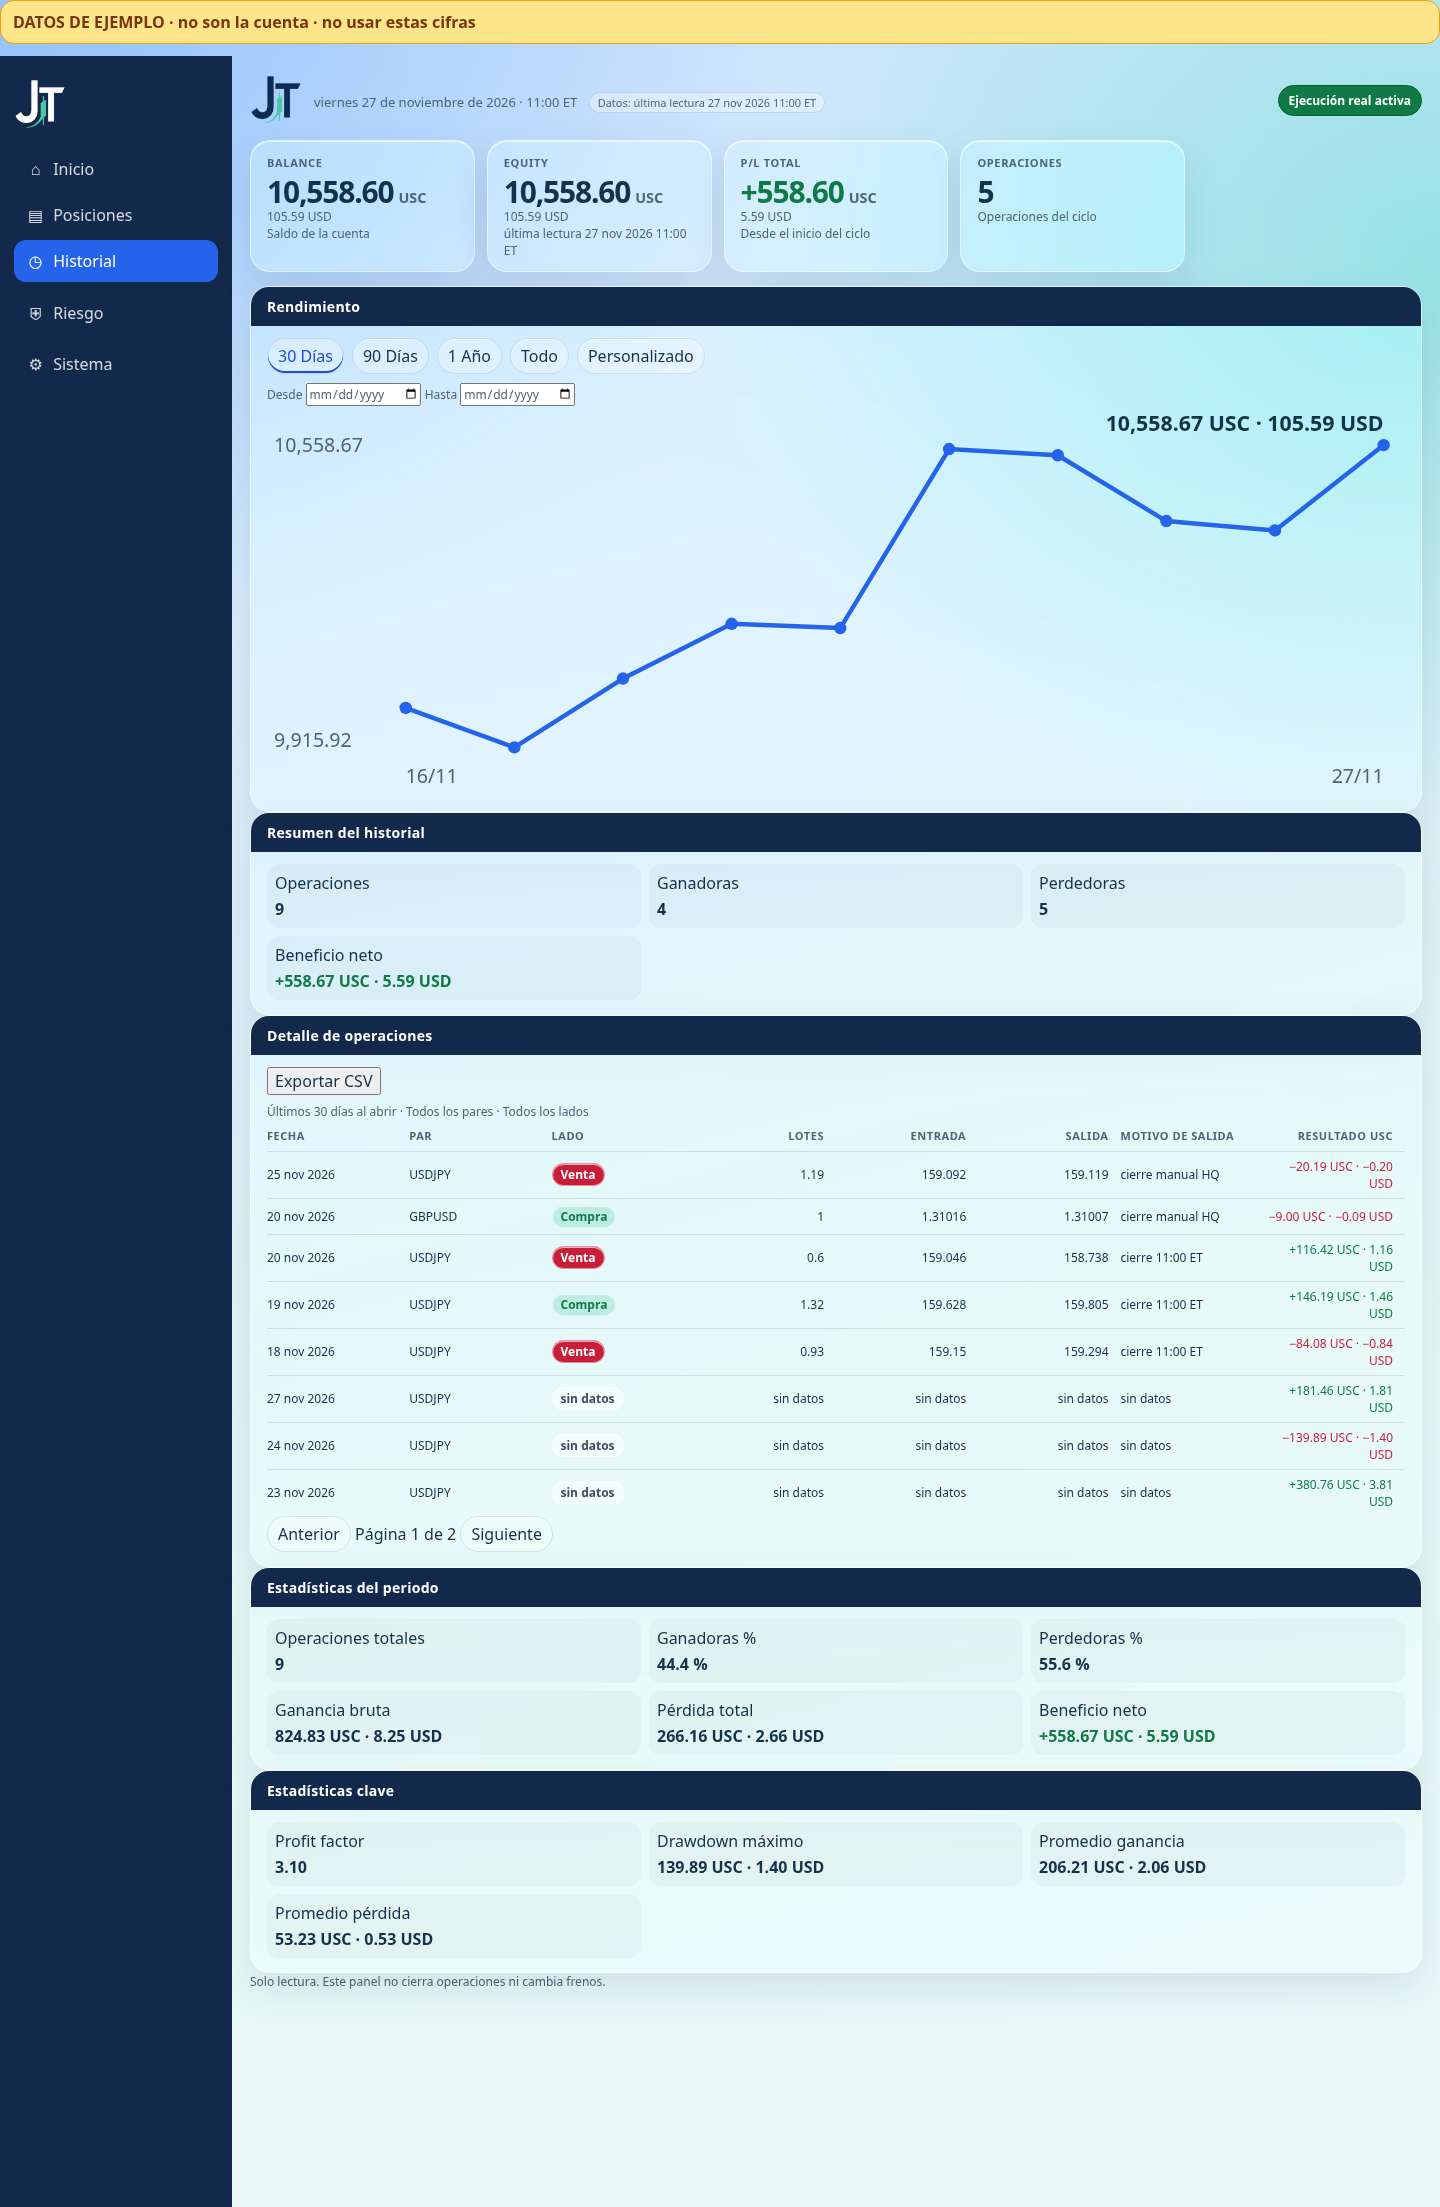 DATOS DE EJEMPLO · no son la cuenta · no usar estas cifras
JT
Inicio
Posiciones
Historial
Riesgo
Sistema
JT viernes 27 de noviembre de 2026 · 11:00 ET Datos: última lectura 27 nov 2026 11:00 ET Ejecución real activa
BALANCE
10,558.60 USC
105.59 USD
Saldo de la cuenta
EQUITY
10,558.60 USC
105.59 USD
última lectura 27 nov 2026 11:00
ET
P/L TOTAL
+558.60 USC
5.59 USD
Desde el inicio del ciclo
OPERACIONES
5
Operaciones del ciclo
Rendimiento
30 Días 90 Días 1 Año Todo Personalizado
Desde mm/dd/yyyy Hasta mm/dd/yyyy
10,558.67 USC · 105.59 USD
10,558.67
9,915.92
16/11 27/11
Resumen del historial
Operaciones
9
Ganadoras
4
Perdedoras
5
Beneficio neto
+558.67 USC · 5.59 USD
Detalle de operaciones
Exportar CSV
Últimos 30 días al abrir · Todos los pares · Todos los lados
FECHA PAR LADO LOTES ENTRADA SALIDA MOTIVO DE SALIDA RESULTADO USC
25 nov 2026 USDJPY Venta 1.19 159.092 159.119 cierre manual HQ −20.19 USC · −0.20
USD
20 nov 2026 GBPUSD Compra 1 1.31016 1.31007 cierre manual HQ −9.00 USC · −0.09 USD
20 nov 2026 USDJPY Venta 0.6 159.046 158.738 cierre 11:00 ET +116.42 USC · 1.16
USD
19 nov 2026 USDJPY Compra 1.32 159.628 159.805 cierre 11:00 ET +146.19 USC · 1.46
USD
18 nov 2026 USDJPY Venta 0.93 159.15 159.294 cierre 11:00 ET −84.08 USC · −0.84
USD
27 nov 2026 USDJPY sin datos sin datos sin datos sin datos sin datos +181.46 USC · 1.81
USD
24 nov 2026 USDJPY sin datos sin datos sin datos sin datos sin datos −139.89 USC · −1.40
USD
23 nov 2026 USDJPY sin datos sin datos sin datos sin datos sin datos +380.76 USC · 3.81
USD
Anterior Página 1 de 2 Siguiente
Estadísticas del periodo
Operaciones totales
9
Ganadoras %
44.4 %
Perdedoras %
55.6 %
Ganancia bruta
824.83 USC · 8.25 USD
Pérdida total
266.16 USC · 2.66 USD
Beneficio neto
+558.67 USC · 5.59 USD
Estadísticas clave
Profit factor
3.10
Drawdown máximo
139.89 USC · 1.40 USD
Promedio ganancia
206.21 USC · 2.06 USD
Promedio pérdida
53.23 USC · 0.53 USD
Solo lectura. Este panel no cierra operaciones ni cambia frenos.